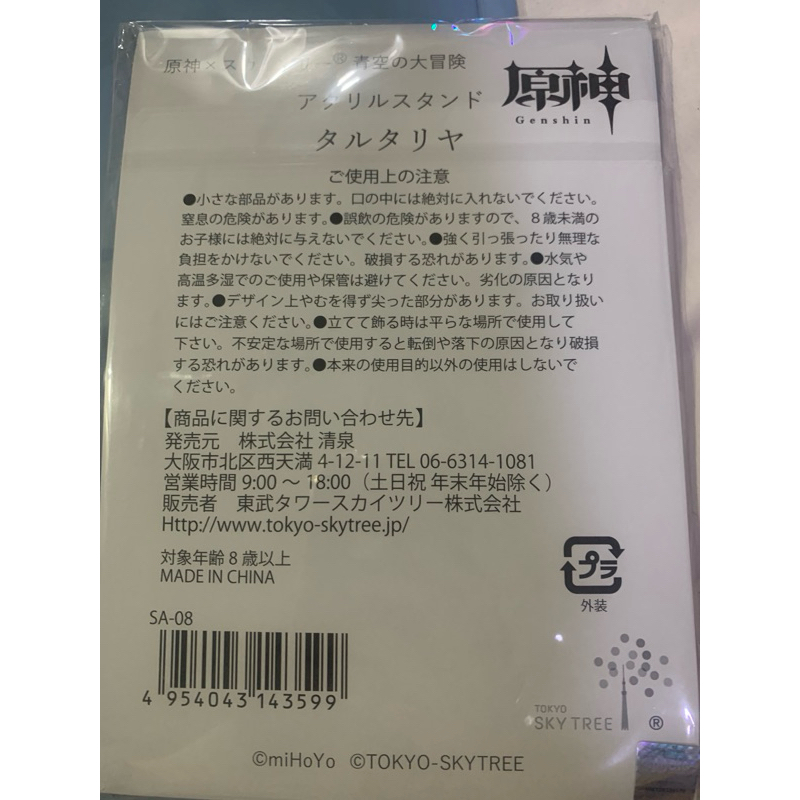 原神×スカイツリー® 青空の大冒険
アクリルスタンド
タルタリヤ
原神
Genshin
ご使用上の注意
●小さな部品があります。口の中には絶対に入れないでください。
窒息の危険があります。●誤飲の危険がありますので、8歳未満の
お子様には絶対に与えないでください。●強く引っ張ったり無理な
負担をかけないでください。破損する恐れがあります。●水気や
高温多湿でのご使用や保管は避けてください。劣化の原因となり
ます。●デザイン上やむを得ず尖った部分があります。お取り扱い
にはご注意ください。●立てて飾る時は平らな場所で使用して
下さい。不安定な場所で使用すると転倒や落下の原因となり破損
する恐れがあります。●本来の使用目的以外の使用はしないで
ください。
【商品に関するお問い合わせ先】
発売元 株式会社 清泉
大阪市北区西天満 4-12-11 TEL 06-6314-1081
営業時間 9:00 ～ 18:00（土日祝 年末年始除く）
販売者 東武タワースカイツリー株式会社
Http://www.tokyo-skytree.jp/
対象年齢 8 歳以上
MADE IN CHINA
プラ
外装
SA-08
4 954043 143599
TOKYO
SKYTREE ®
©miHoYo ©TOKYO-SKYTREE